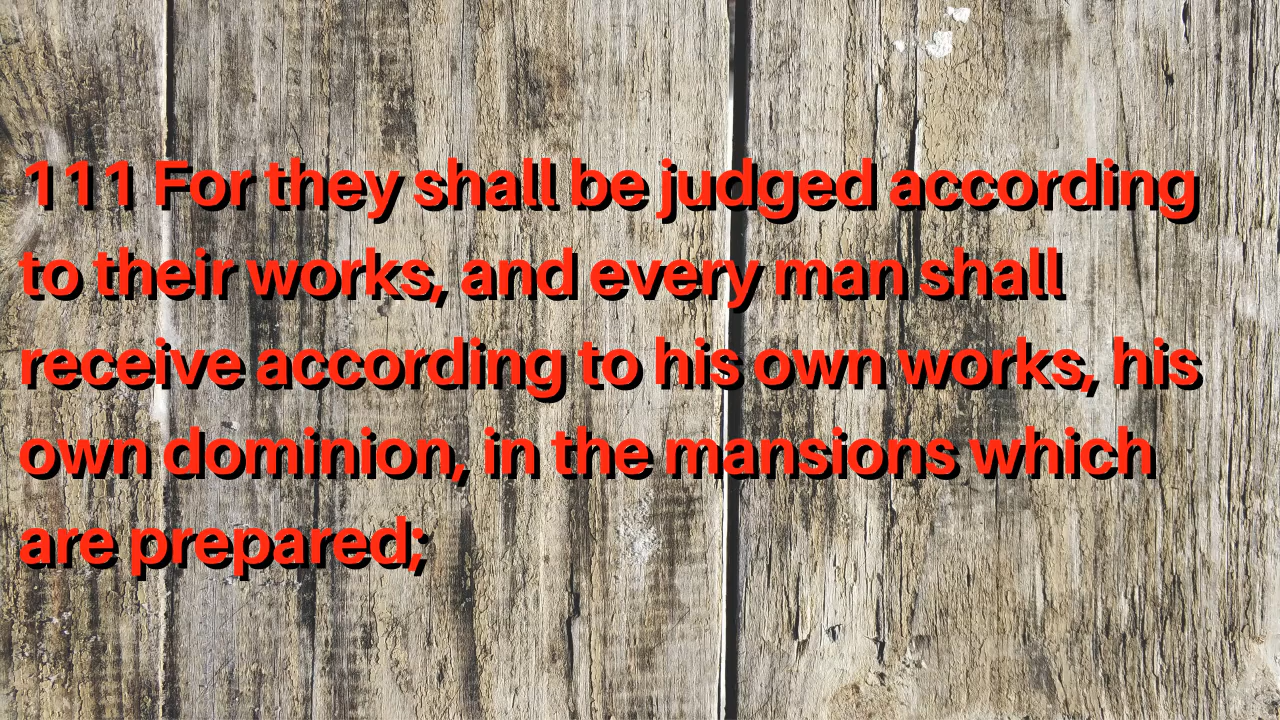 111 For they shall be judged according
to their works, and every man shall
receive according to his own works, his
own dominion, in the mansions which
are prepared;